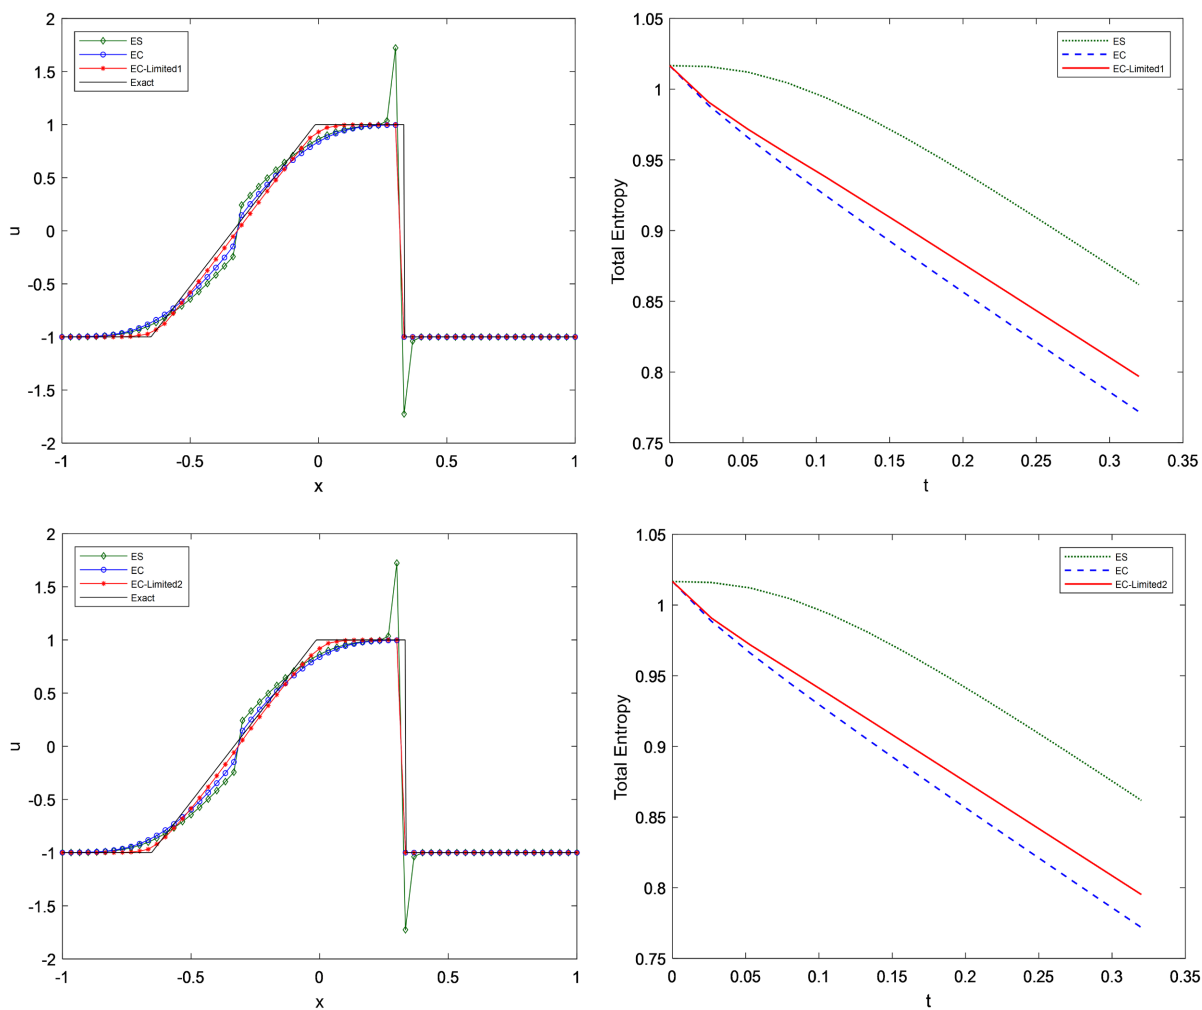 2
1.5
1
0.5
0
-0.5
-1
-1.5
-2
u
-1
-0.5
0
0.5
1
x
ES
EC
EC-Limited1
Exact
1.05
1
0.95
0.9
0.85
0.8
0.75
Total Entropy
0
0.05
0.1
0.15
0.2
0.25
0.3
0.35
t
ES
EC
EC-Limited1
2
1.5
1
0.5
0
-0.5
-1
-1.5
-2
u
-1
-0.5
0
0.5
1
x
ES
EC
EC-Limited2
Exact
1.05
1
0.95
0.9
0.85
0.8
0.75
Total Entropy
0
0.05
0.1
0.15
0.2
0.25
0.3
0.35
t
ES
EC
EC-Limited2